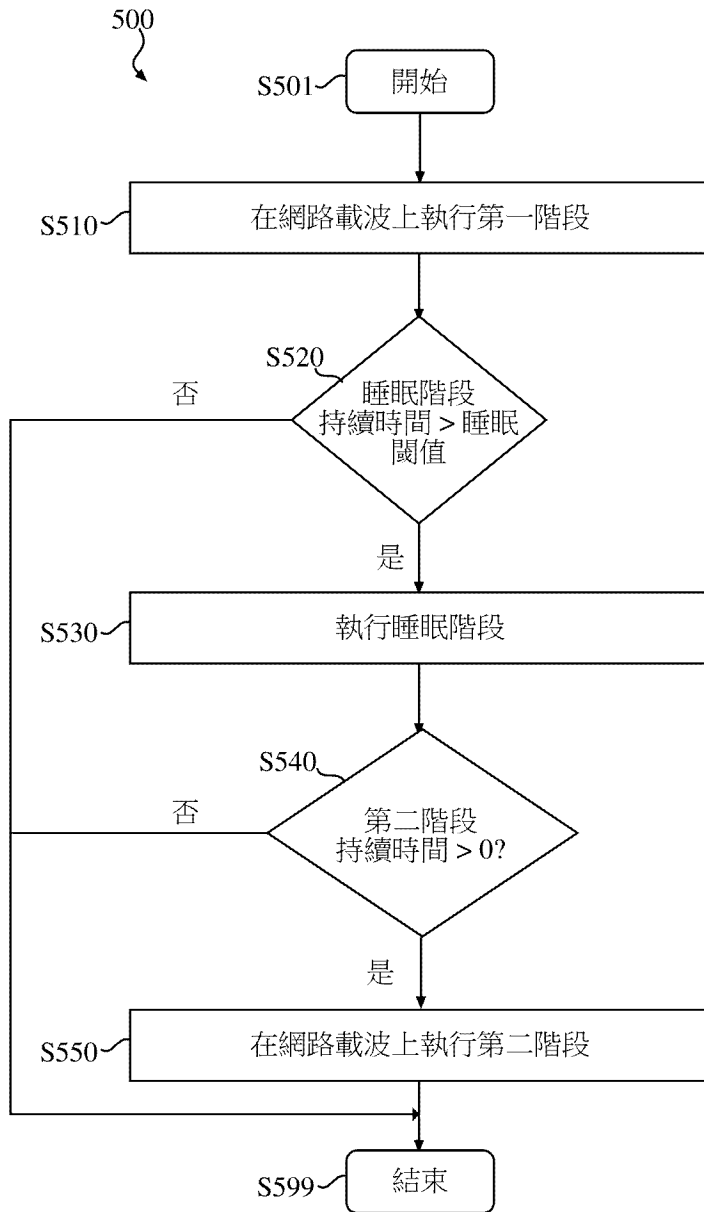 500
S501
開始
S510
在網路載波上執行第一階段
S520
睡眠階段
持續時間 > 睡眠
閾值
否
是
S530
執行睡眠階段
S540
第二階段
持續時間 > 0?
否
是
S550
在網路載波上執行第二階段
S599
結束